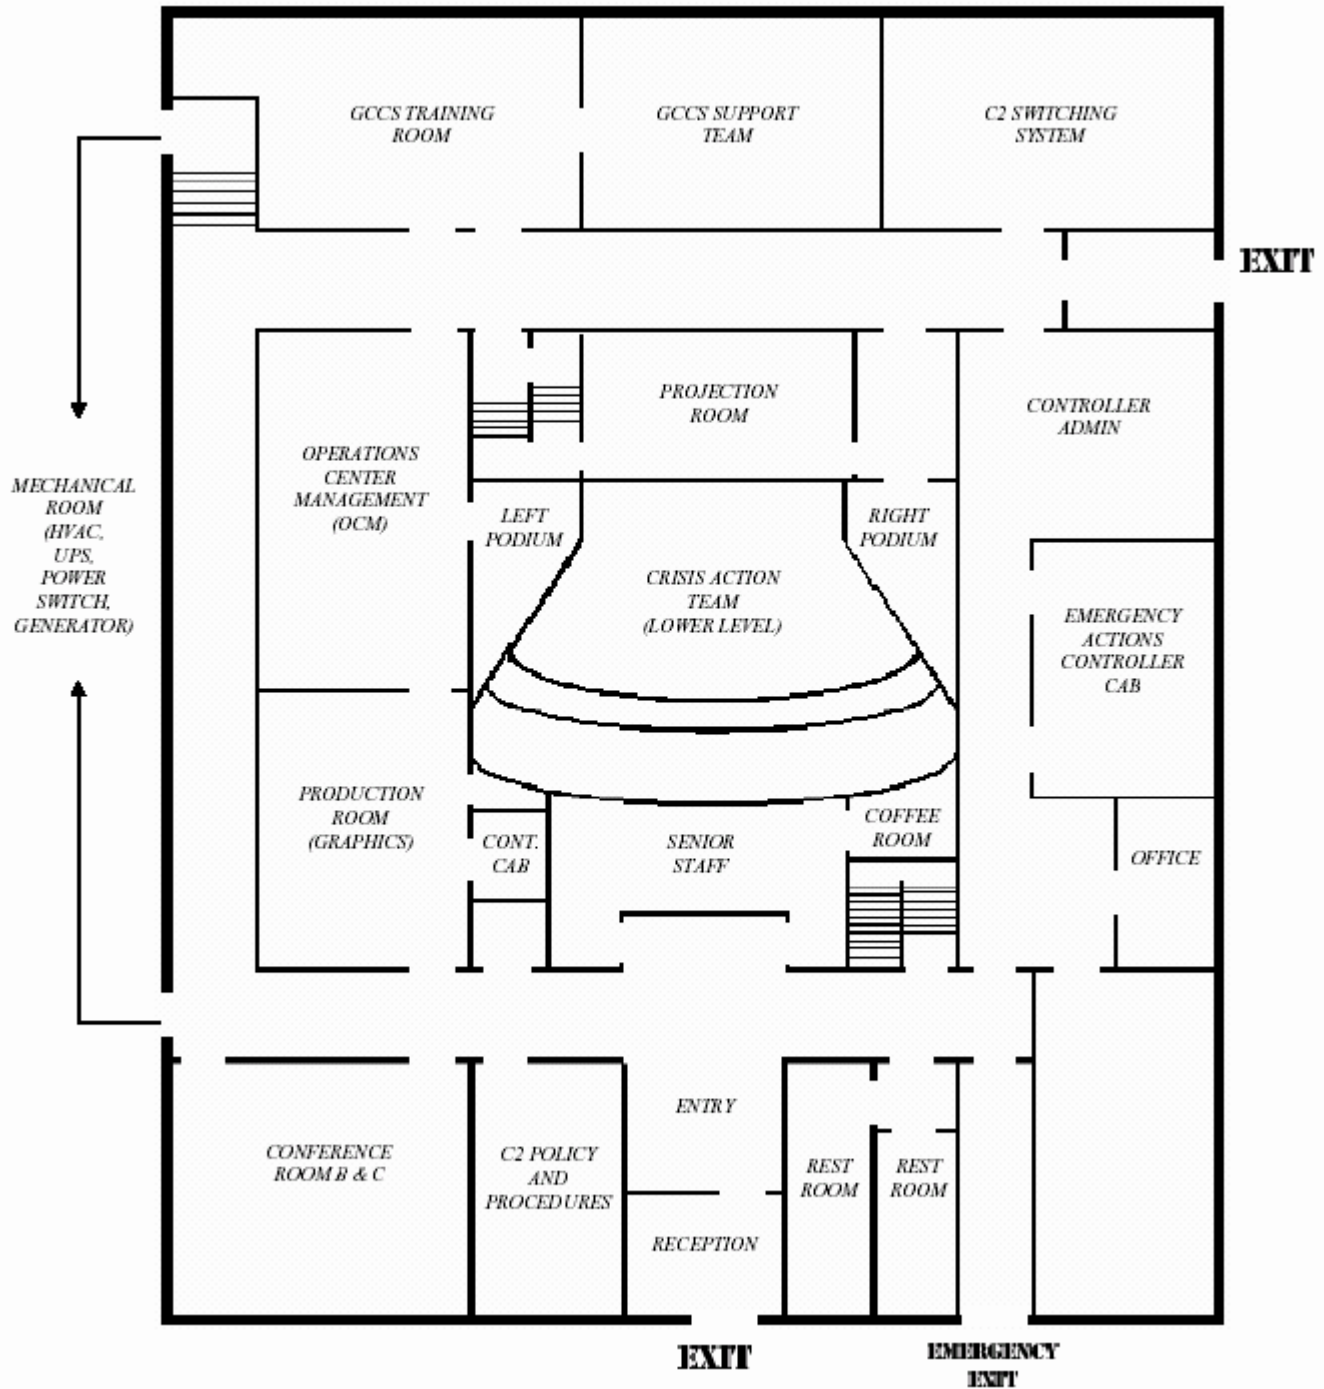 GCCS TRAINING
ROOM
GCCS SUPPORT
TEAM
C2 SWITCHING
SYSTEM
EXIT
PROJECTION
ROOM
CONTROLLER
ADMIN
OPERATIONS
CENTER
MANAGEMENT
(OCM)
MECHANICAL
ROOM
(HVAC,
UPS,
POWER
SWITCH,
GENERATOR)
LEFT
PODIUM
RIGHT
PODIUM
CRISIS ACTION
TEAM
(LOWER LEVEL)
EMERGENCY
ACTIONS
CONTROLLER
CAB
PRODUCTION
ROOM
(GRAPHICS)
CONT.
CAB
SENIOR
STAFF
COFFEE
ROOM
OFFICE
ENTRY
CONFERENCE
ROOM B & C
C2 POLICY
AND
PROCEDURES
REST
ROOM
REST
ROOM
RECEPTION
EXIT
EMERGENCY
EXIT